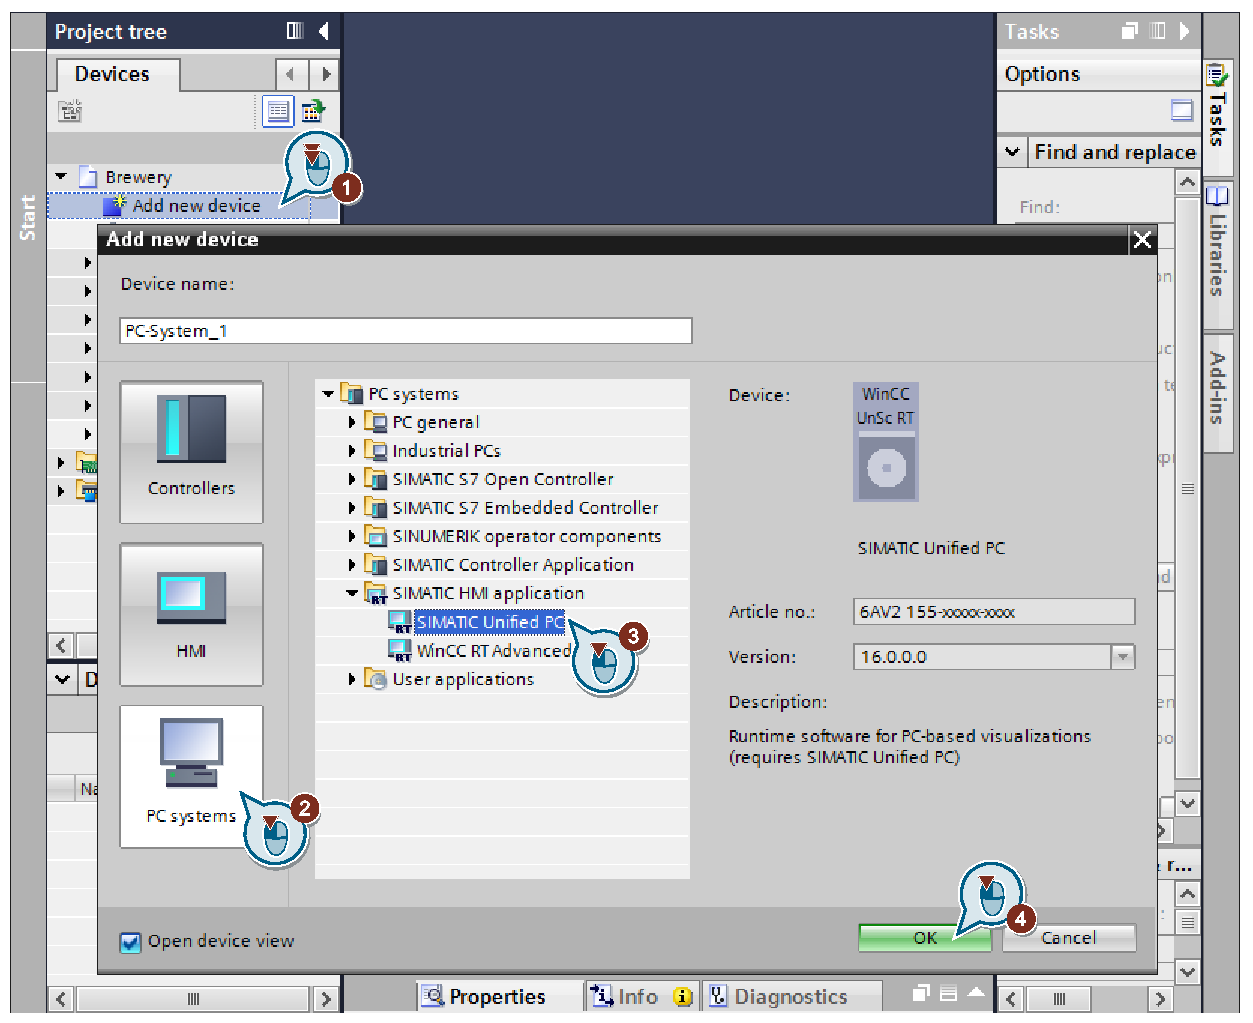 Project tree
Tasks
Devices
Options
Tasks
Find and replace
Brewery
1
Add new device
Find:
Start
Libraries
Add new device
Device name:
PC-System_1
Add-ins
PC systems
Device:
WinCC
UnSc RT
PC general
Industrial PCs
SIMATIC S7 Open Controller
Controllers
SIMATIC S7 Embedded Controller
SINUMERIK operator components
SIMATIC Unified PC
SIMATIC Controller Application
SIMATIC HMI application
Article no.:
6AV2 155-xxxxx-xxxx
SIMATIC Unified PC
3
HMI
WinCC RT Advanced
Version:
16.0.0.0
User applications
Description:
Runtime software for PC-based visualizations
(requires SIMATIC Unified PC)
PC systems
2
4
Open device view
OK
Cancel
Properties
Info
Diagnostics